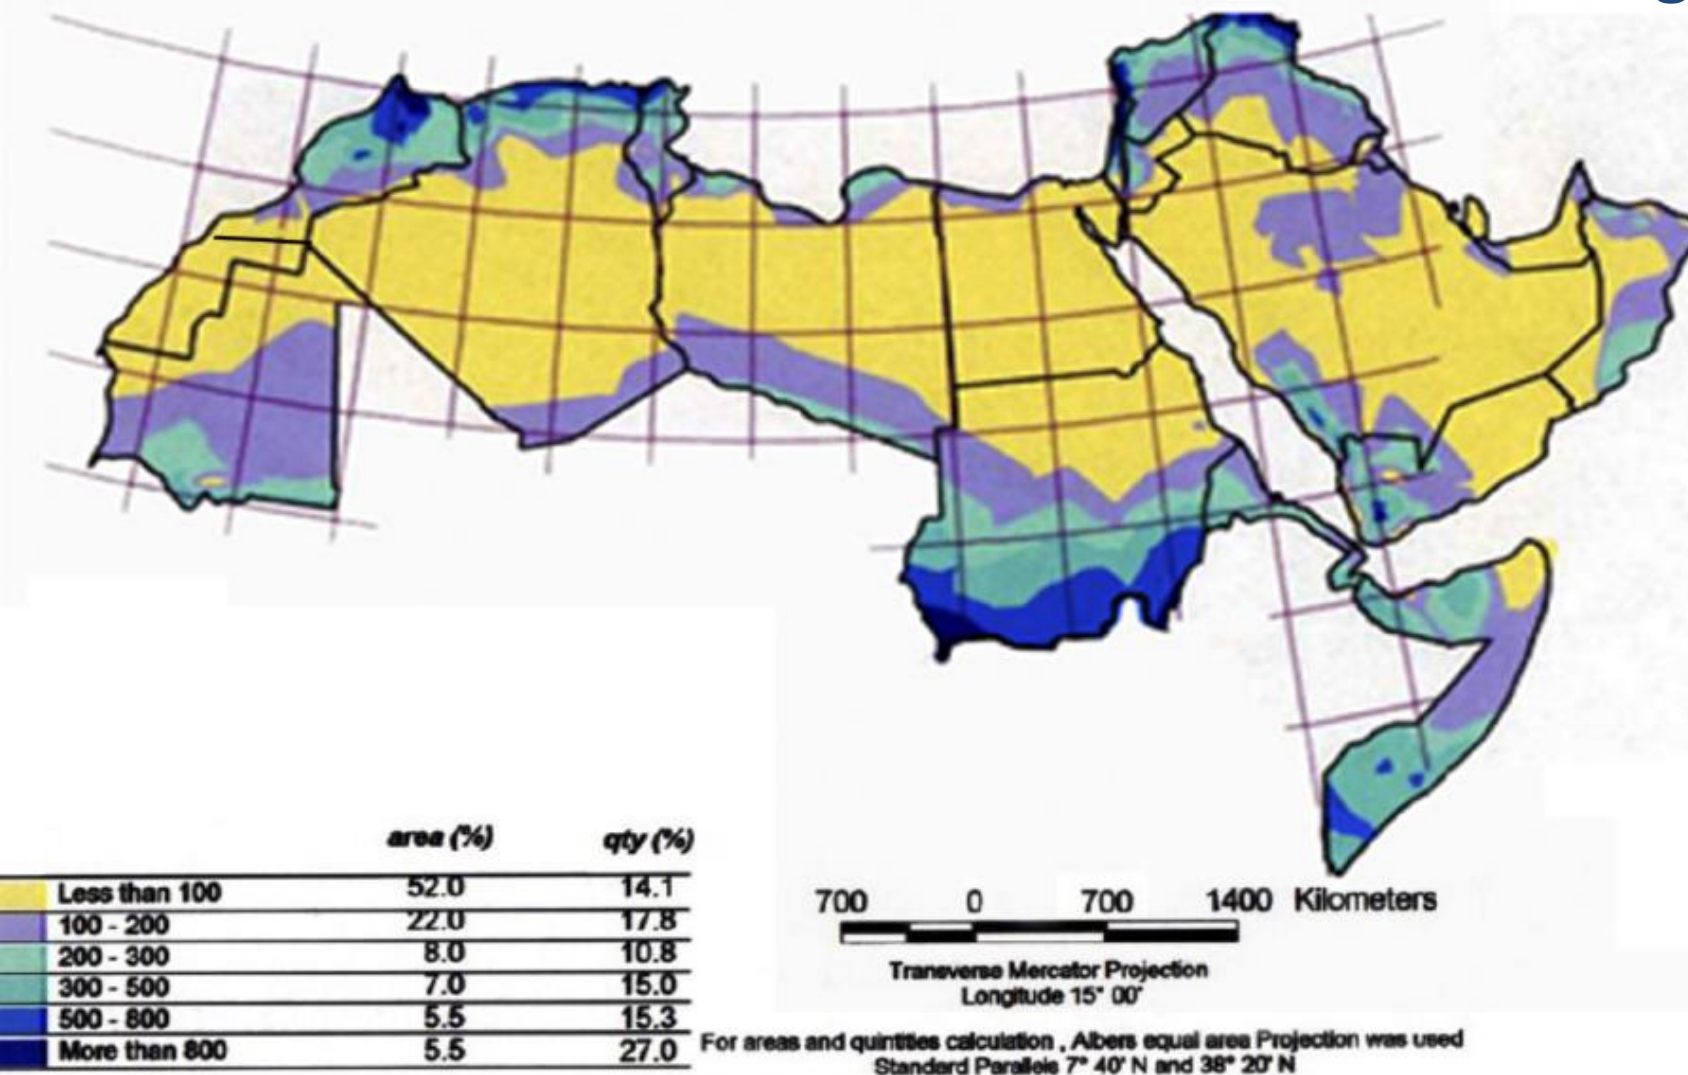 area (%) qty (%)
Less than 100 52.0 14.1
100 - 200 22.0 17.8
200 - 300 8.0 10.8
300 - 500 7.0 15.0
500 - 800 5.5 15.3
More than 800 5.5 27.0
700 0 700 1400 Kilometers
Transverse Mercator Projection
Longitude 15° 00'
For areas and quintities calculation , Albers equal area Projection was used
Standard Parallels 7° 40' N and 38° 20' N